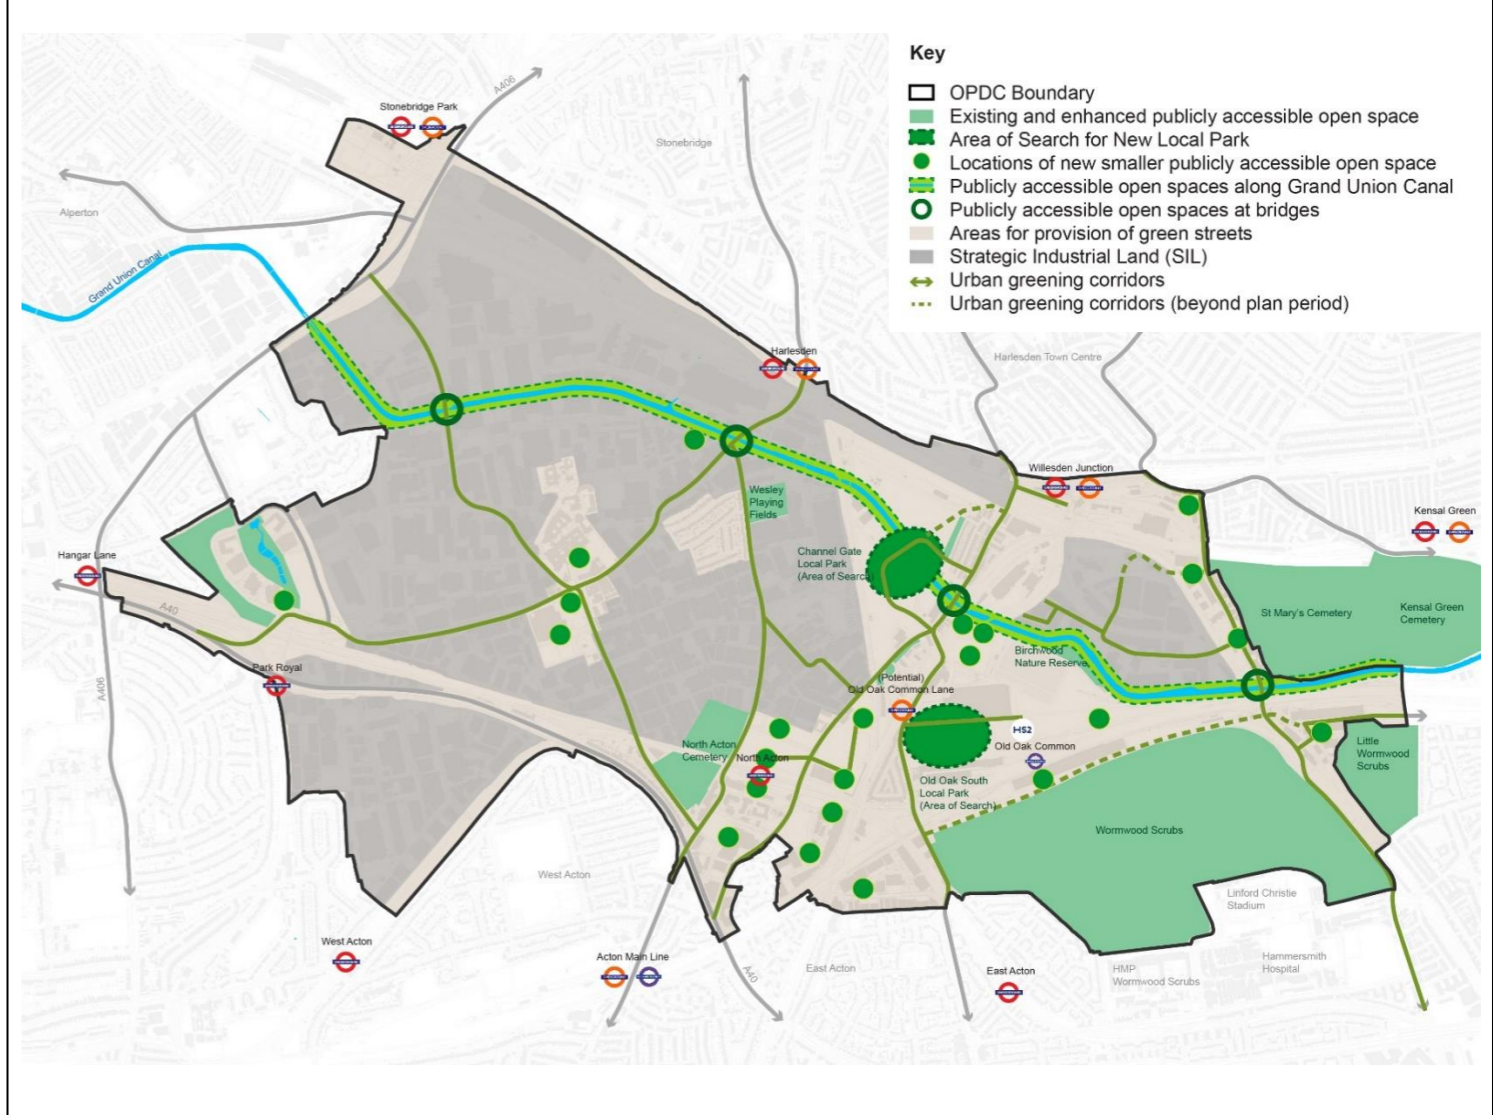 Key
OPDC Boundary
Existing and enhanced publicly accessible open space
Area of Search for New Local Park
Locations of new smaller publicly accessible open space
Publicly accessible open spaces along Grand Union Canal
Publicly accessible open spaces at bridges
Areas for provision of green streets
Strategic Industrial Land (SIL)
Urban greening corridors
Urban greening corridors (beyond plan period)
A406
Stonebridge Park
Stonebridge
Alperton
Grand Union Canal
Harlesden
Harlesden Town Centre
Willesden Junction
Kensal Green
Wesley
Playing
Fields
Hangar Lane
A40
Channel Gate
Local Park
(Area of Search)
St Mary's Cemetery
Kensal Green
Cemetery
Birchwood
Nature Reserve
Park Royal
A406
(Potential)
Old Oak Common Lane
HS2
Old Oak Common
North Acton
Cemetery
North Acton
Little
Wormwood
Scrubs
Old Oak South
Local Park
(Area of Search)
Wormwood Scrubs
West Acton
Linford Christie
Stadium
West Acton
Acton Main Line
A40
East Acton
East Acton
HMP
Wormwood Scrubs
Hammersmith
Hospital